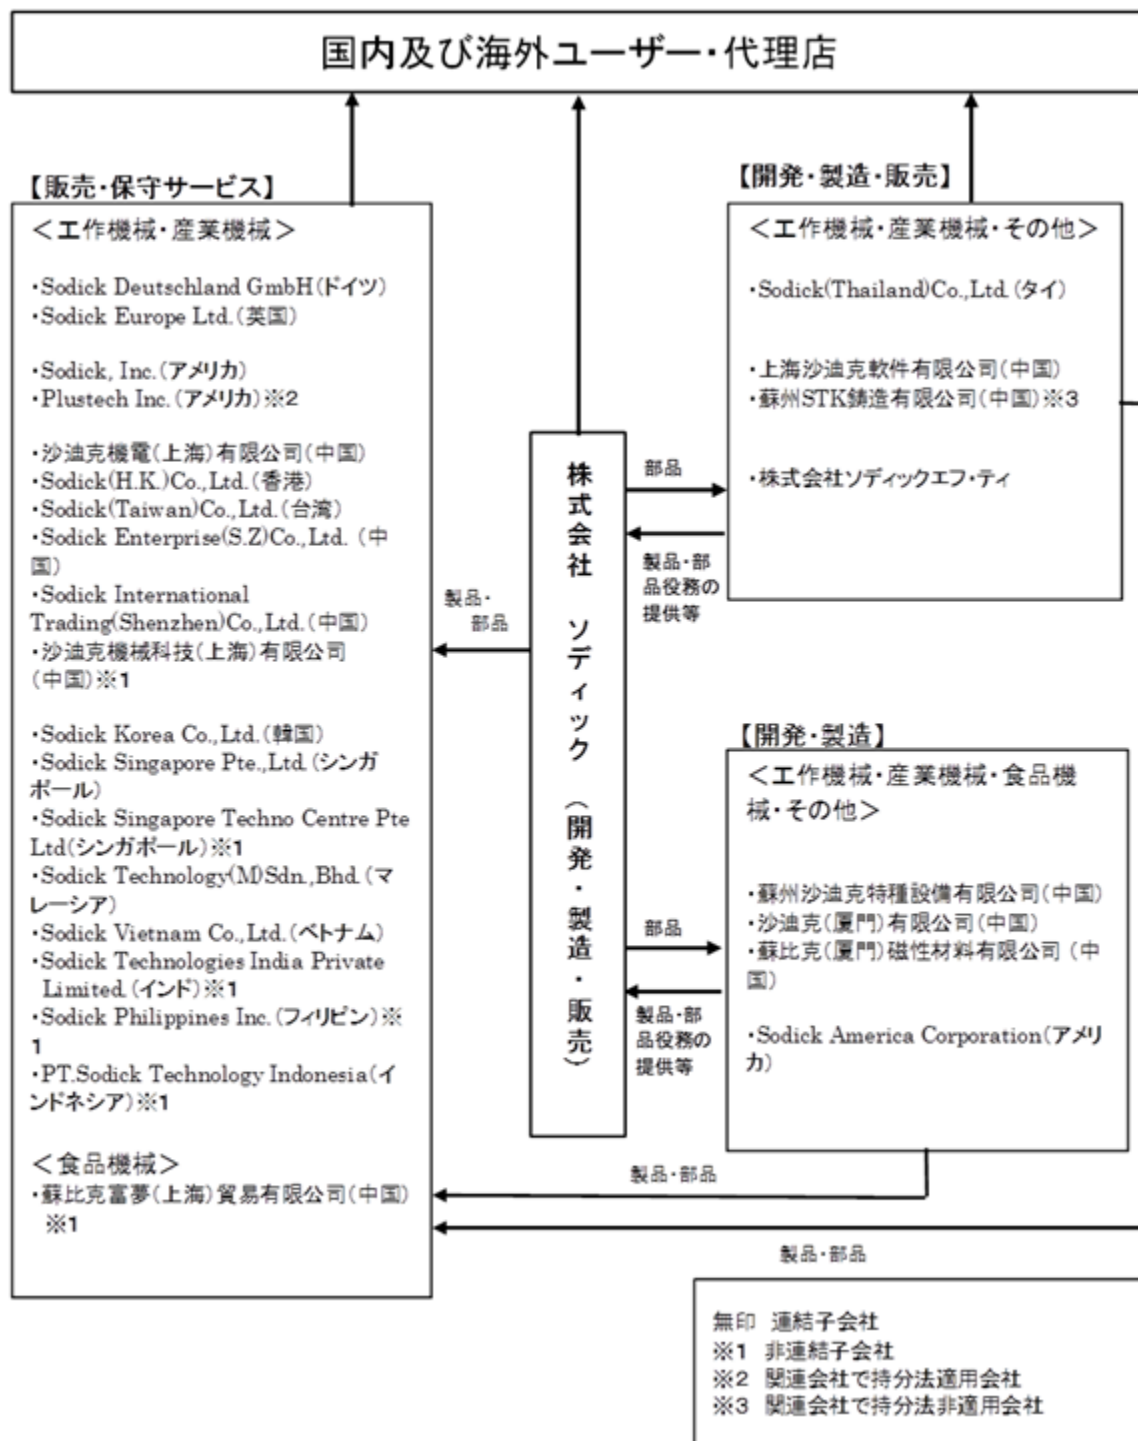 国内及び海外ユーザー・代理店
【販売・保守サービス】
＜工作機械・産業機械＞
・Sodick Deutschland GmbH(ドイツ)
・Sodick Europe Ltd.(英国)
・Sodick, Inc.(アメリカ)
・Plustech Inc.(アメリカ)※2
・沙迪克機電(上海)有限公司(中国)
・Sodick(H.K.)Co.,Ltd.(香港)
・Sodick(Taiwan)Co.,Ltd.(台湾)
・Sodick Enterprise(S.Z)Co.,Ltd. (中
国)
・Sodick International
Trading(Shenzhen)Co.,Ltd.(中国)
・沙迪克機械科技(上海)有限公司
(中国)※1
・Sodick Korea Co.,Ltd.(韓国)
・Sodick Singapore Pte.,Ltd.(シンガ
ポール)
・Sodick Singapore Techno Centre Pte
Ltd(シンガポール)※1
・Sodick Technology(M)Sdn.,Bhd.(マ
レーシア)
・Sodick Vietnam Co.,Ltd.(ベトナム)
・Sodick Technologies India Private
Limited.(インド)※1
・Sodick Philippines Inc.(フィリピン)※
1
・PT.Sodick Technology Indonesia(イ
ンドネシア)※1
＜食品機械＞
・蘇比克富夢(上海)貿易有限公司(中国)
※1
製品・
部品
株式会社 ソディック (開発・製造・販売)
部品
製品・部
品役務の
提供等
部品
製品・部
品役務の
提供等
【開発・製造・販売】
＜工作機械・産業機械・その他＞
・Sodick(Thailand)Co.,Ltd.(タイ)
・上海沙迪克軟件有限公司(中国)
・蘇州STK鋳造有限公司(中国)※3
・株式会社ソディックエフ・ティ
【開発・製造】
＜工作機械・産業機械・食品機
械・その他＞
・蘇州沙迪克特種設備有限公司(中国)
・沙迪克(厦門)有限公司(中国)
・蘇比克(厦門)磁性材料有限公司 (中
国)
・Sodick America Corporation(アメリ
カ)
製品・部品
製品・部品
無印 連結子会社
※1 非連結子会社
※2 関連会社で持分法適用会社
※3 関連会社で持分法非適用会社